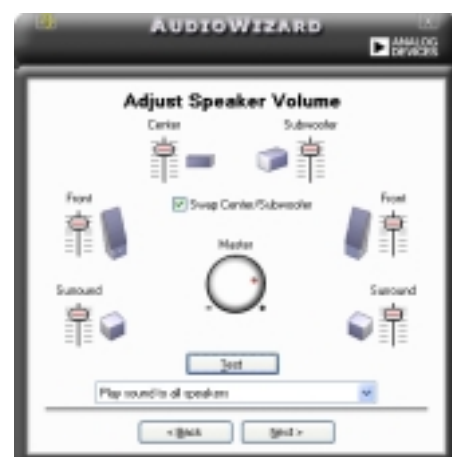 AUDIOWIZARD
ANALOG
DEVICES
Adjust Speaker Volume
Center
Subwoofer
Swap Center/Subwoofer
Front
Front
Master
Surround
Surround
- +
Test
Play sound to all speakers
< Back
Next >